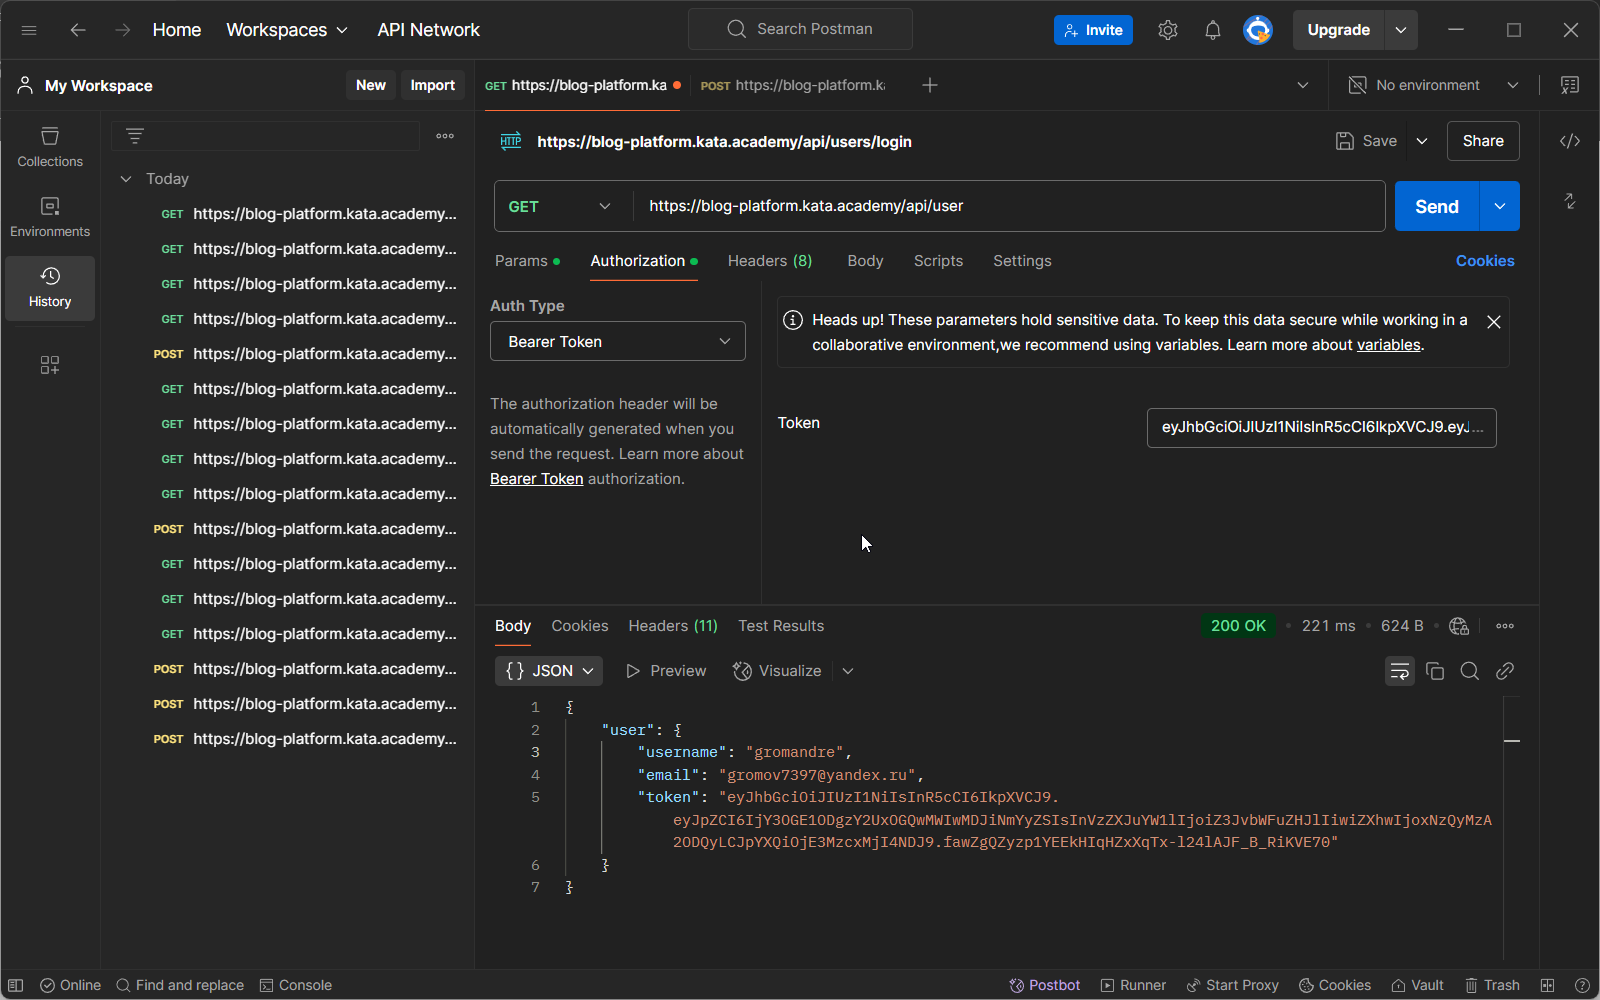 Home
Workspaces
API Network
Search Postman
Invite
Upgrade
My Workspace
New
Import
GET https://blog-platform.ka
POST https://blog-platform.k
No environment
Collections
Environments
History
Today
GET https://blog-platform.kata.academy...
GET https://blog-platform.kata.academy...
GET https://blog-platform.kata.academy...
GET https://blog-platform.kata.academy...
POST https://blog-platform.kata.academy...
GET https://blog-platform.kata.academy...
GET https://blog-platform.kata.academy...
GET https://blog-platform.kata.academy...
GET https://blog-platform.kata.academy...
POST https://blog-platform.kata.academy...
GET https://blog-platform.kata.academy...
GET https://blog-platform.kata.academy...
GET https://blog-platform.kata.academy...
POST https://blog-platform.kata.academy...
POST https://blog-platform.kata.academy...
POST https://blog-platform.kata.academy...
HTTP https://blog-platform.kata.academy/api/users/login
Save
Share
GET https://blog-platform.kata.academy/api/user
Send
Params
Authorization
Headers (8)
Body
Scripts
Settings
Cookies
Auth Type
Bearer Token
The authorization header will be
automatically generated when you
send the request. Learn more about
Bearer Token authorization.
Heads up! These parameters hold sensitive data. To keep this data secure while working in a
collaborative environment,we recommend using variables. Learn more about variables.
Token
eyJhbGciOiJIUzI1NiIsInR5cCI6IkpXVCJ9.eyJ...
Body
Cookies
Headers (11)
Test Results
200 OK
221 ms
624 B
{} JSON
Preview
Visualize
1 {
2 "user": {
3 "username": "gromandre",
4 "email": "gromov7397@yandex.ru",
5 "token": "eyJhbGciOiJIUzI1NiIsInR5cCI6IkpXVCJ9.
eyJpZCI6IjY3OGE1ODgzY2UxOGQwMWIwMDJiNmYyZSIsInVzZXJuYW1lIjoiZ3JvbWFuZHJlIiwiZXhwIjoxNzQyMzA
2ODQyLCJpYXQiOjE3MzcxMjI4NDJ9.fawZgQZyzp1YEEkHIqHZxXqTx-l24lAJF_B_RiKVE70"
6 }
7 }
Online
Find and replace
Console
Postbot
Runner
Start Proxy
Cookies
Vault
Trash